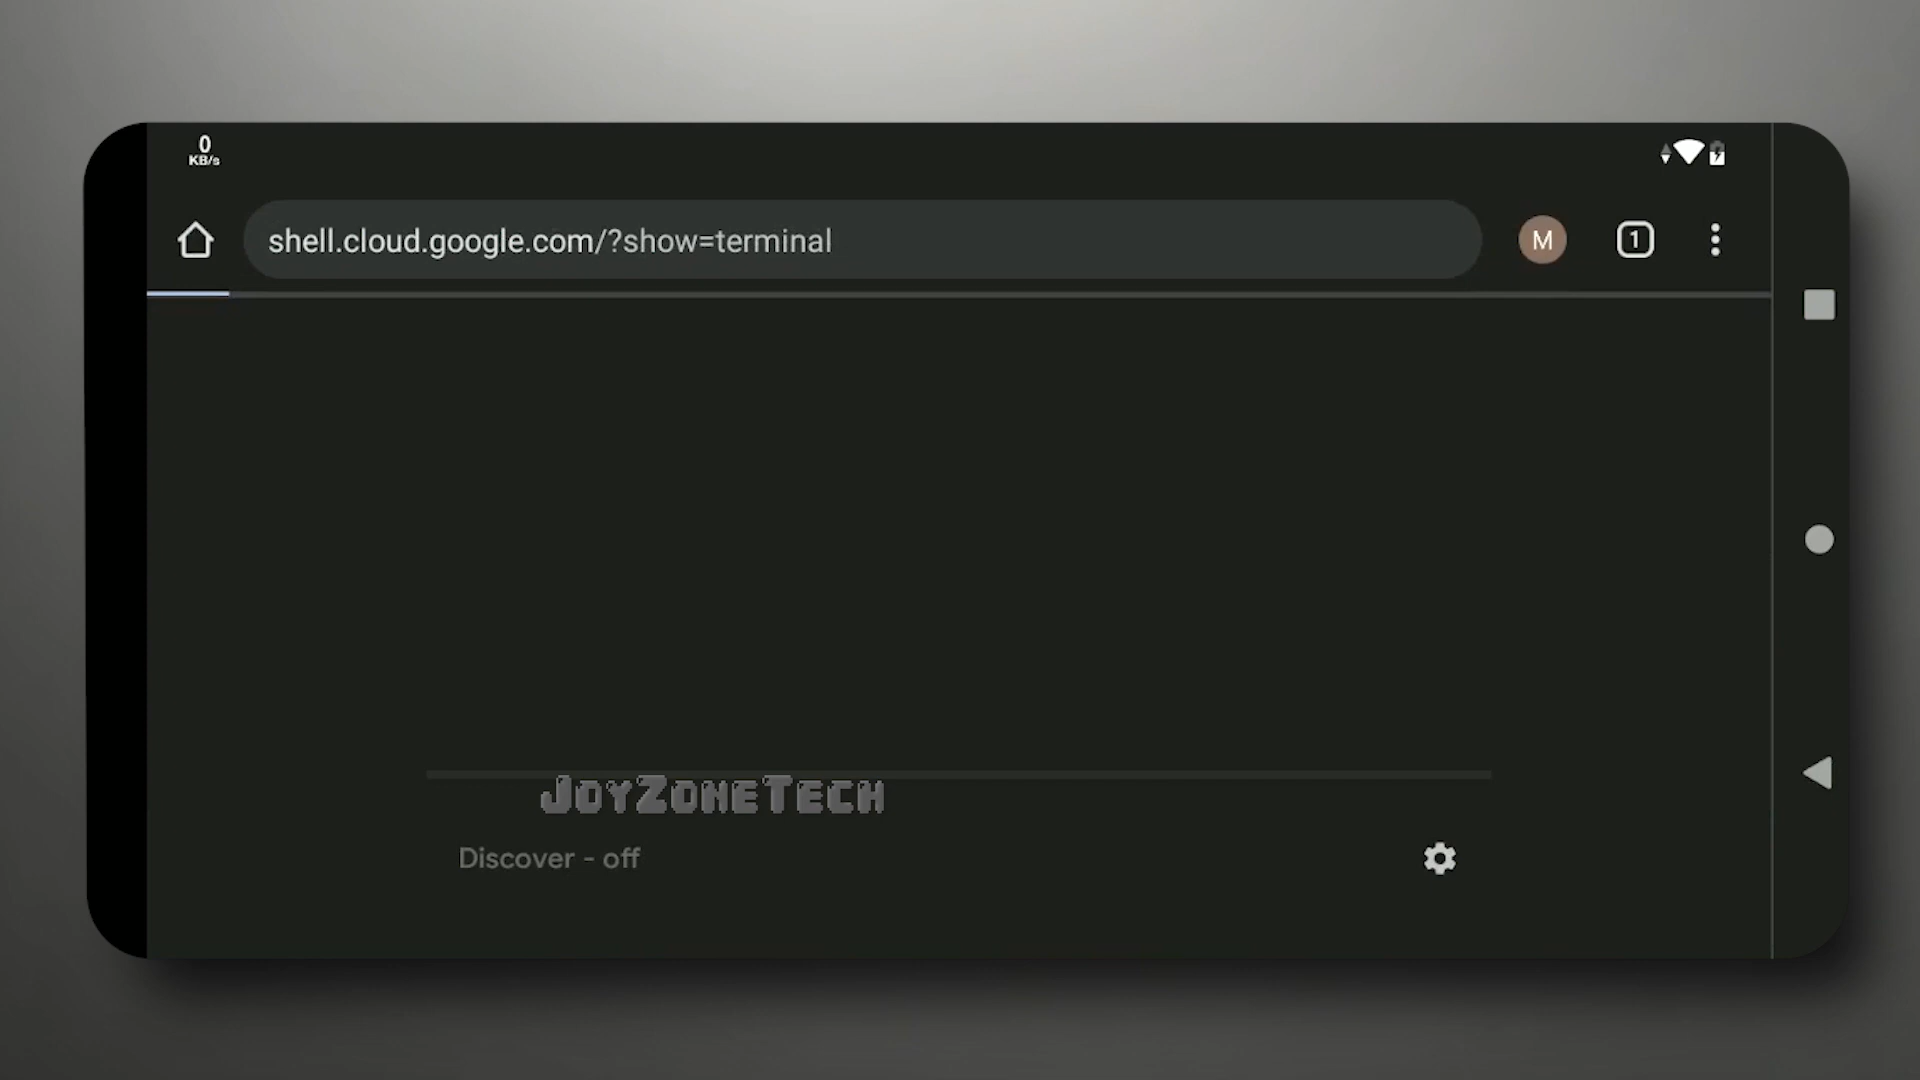 0
KB/s
shell.cloud.google.com/?show=terminal
M
1
JoyZoneTech
Discover - off